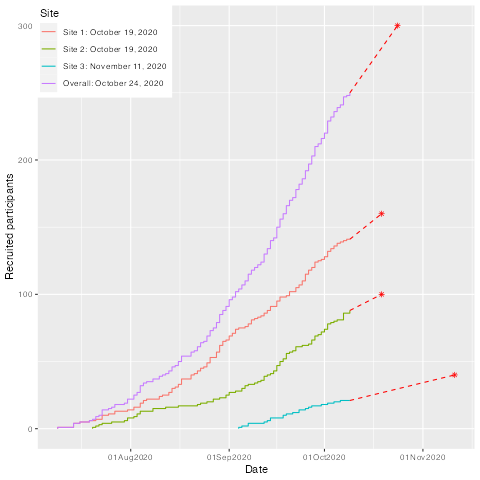 Site
Site 1: October 19, 2020
Site 2: October 19, 2020
Site 3: November 11, 2020
Overall: October 24, 2020
300
200
100
0
Recruited participants
01Aug2020
01Sep2020
01Oct2020
01Nov2020
Date